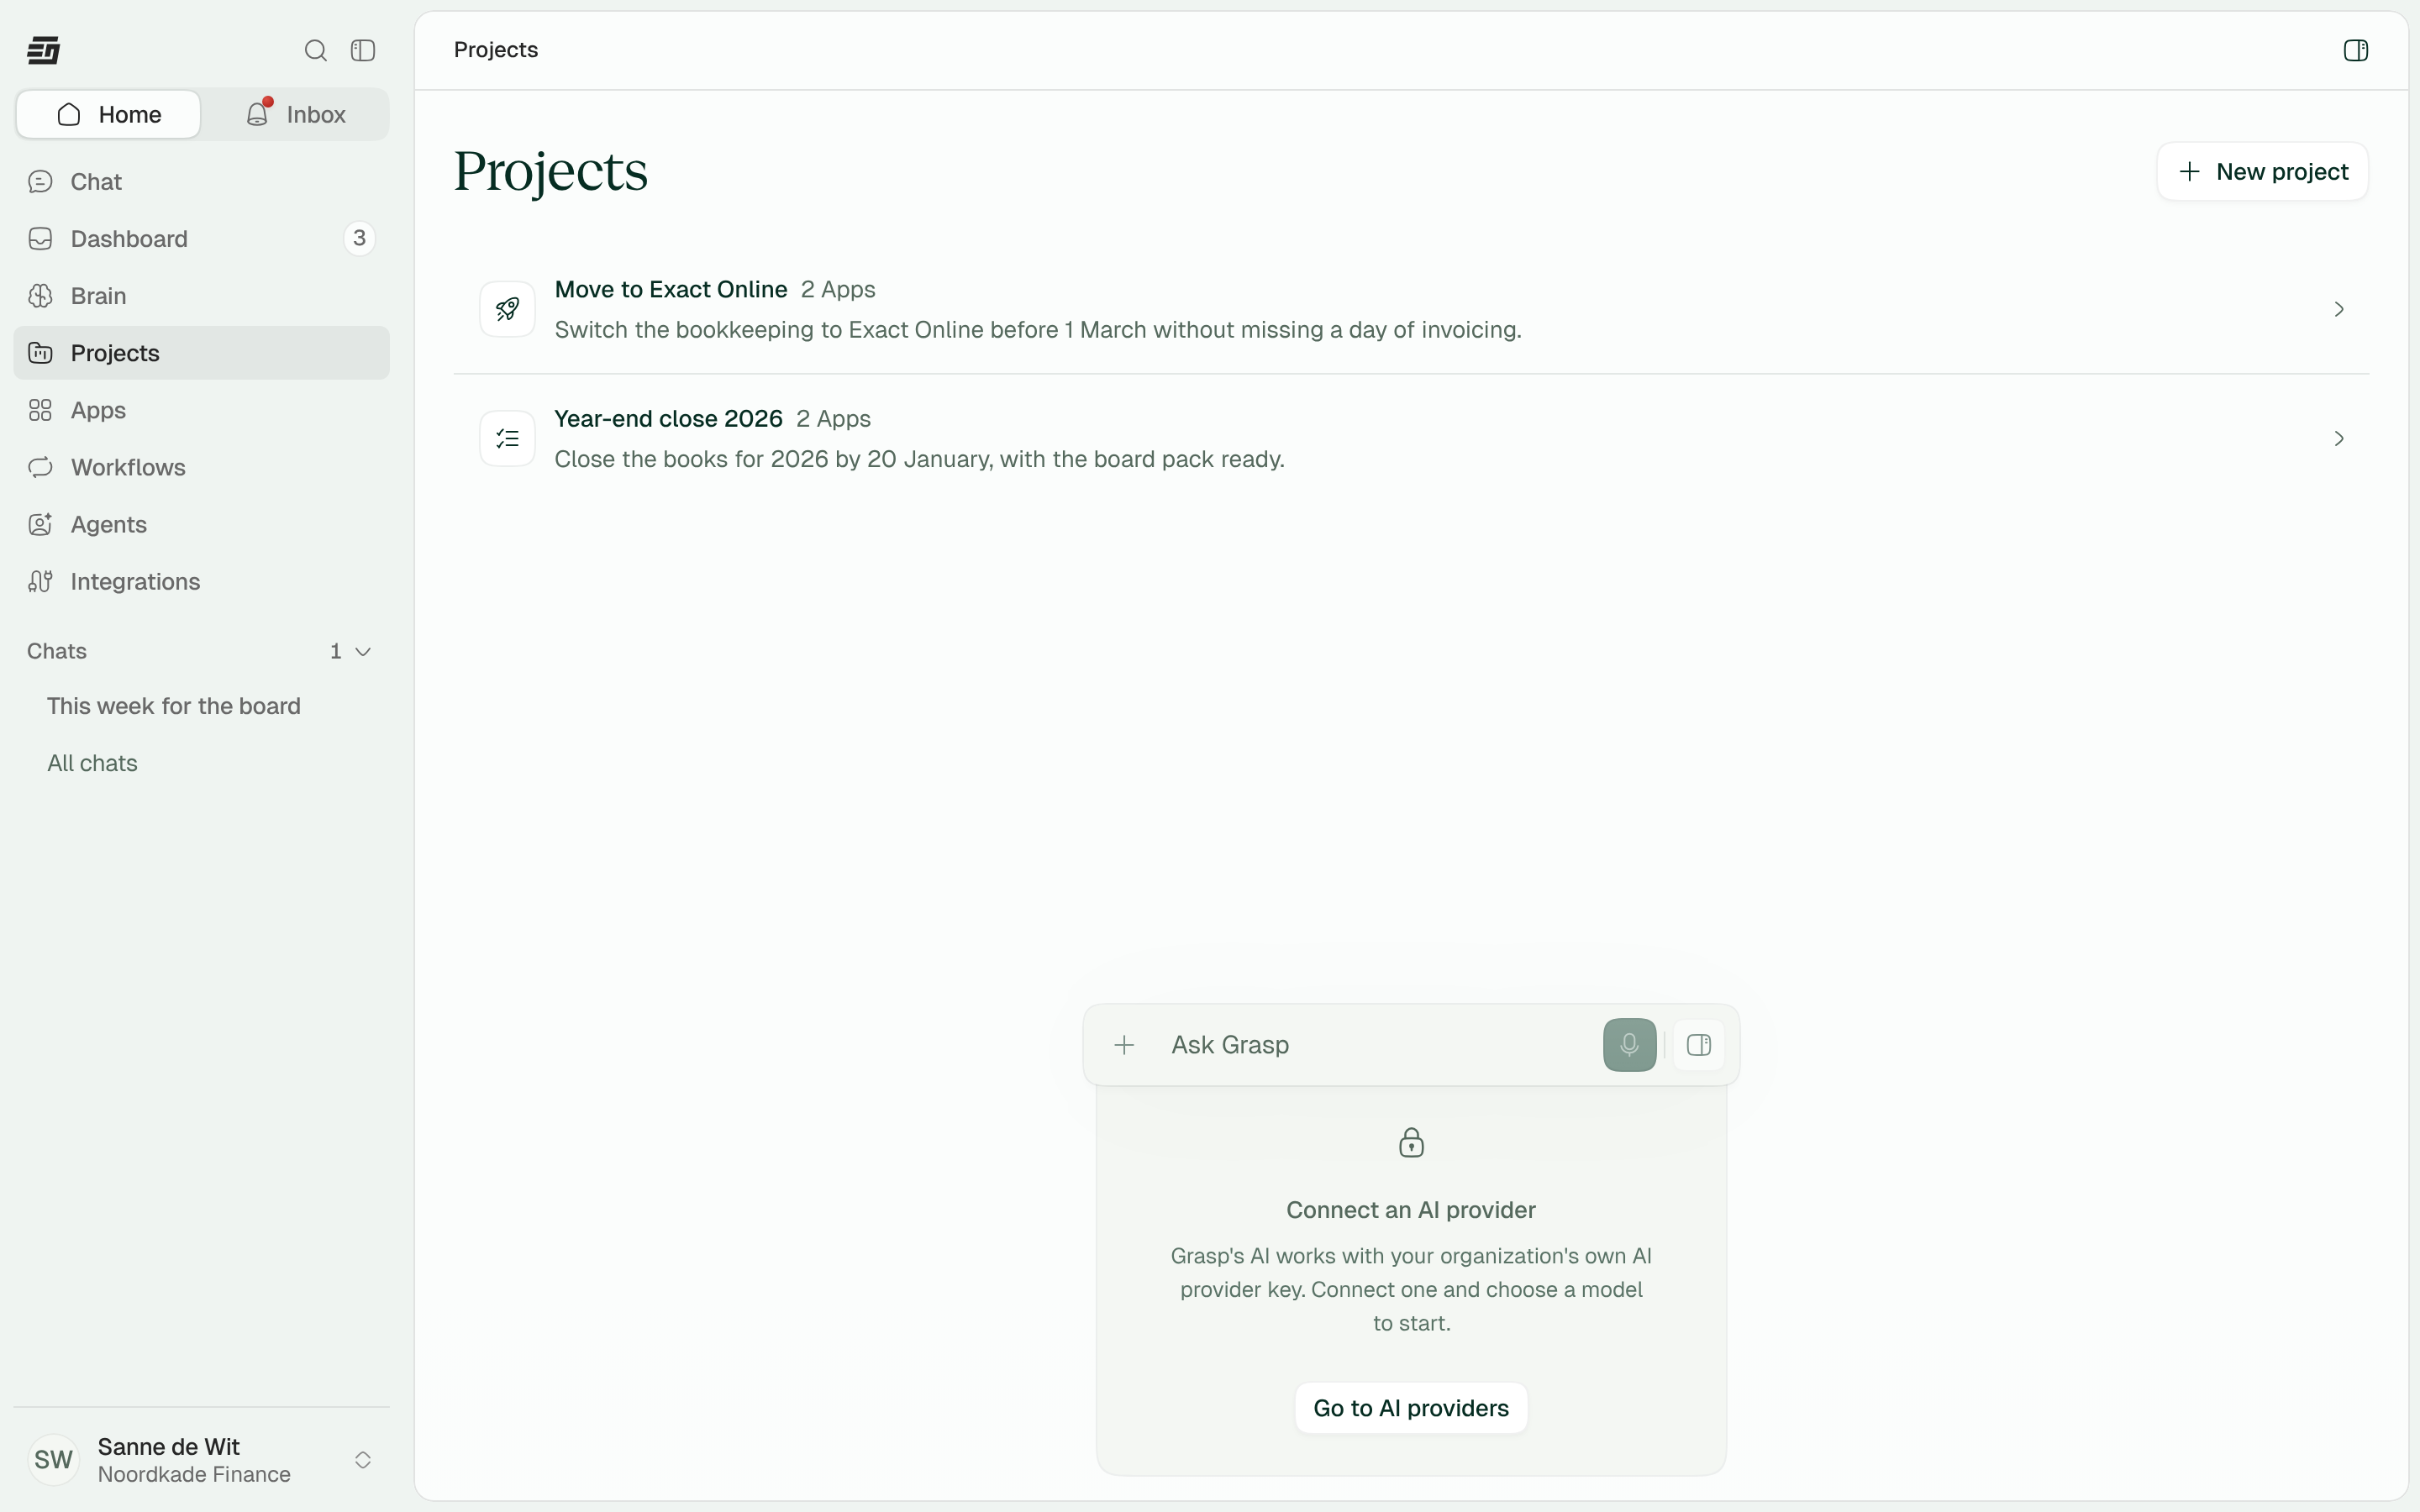 Home
Inbox
Chat
Dashboard 3
Brain
Projects
Apps
Workflows
Agents
Integrations
Chats 1
This week for the board
All chats
SW
Sanne de Wit
Noordkade Finance
Projects
Projects
New project
Move to Exact Online 2 Apps
Switch the bookkeeping to Exact Online before 1 March without missing a day of invoicing.
Year-end close 2026 2 Apps
Close the books for 2026 by 20 January, with the board pack ready.
Ask Grasp
Connect an AI provider
Grasp's AI works with your organization's own AI
provider key. Connect one and choose a model
to start.
Go to AI providers